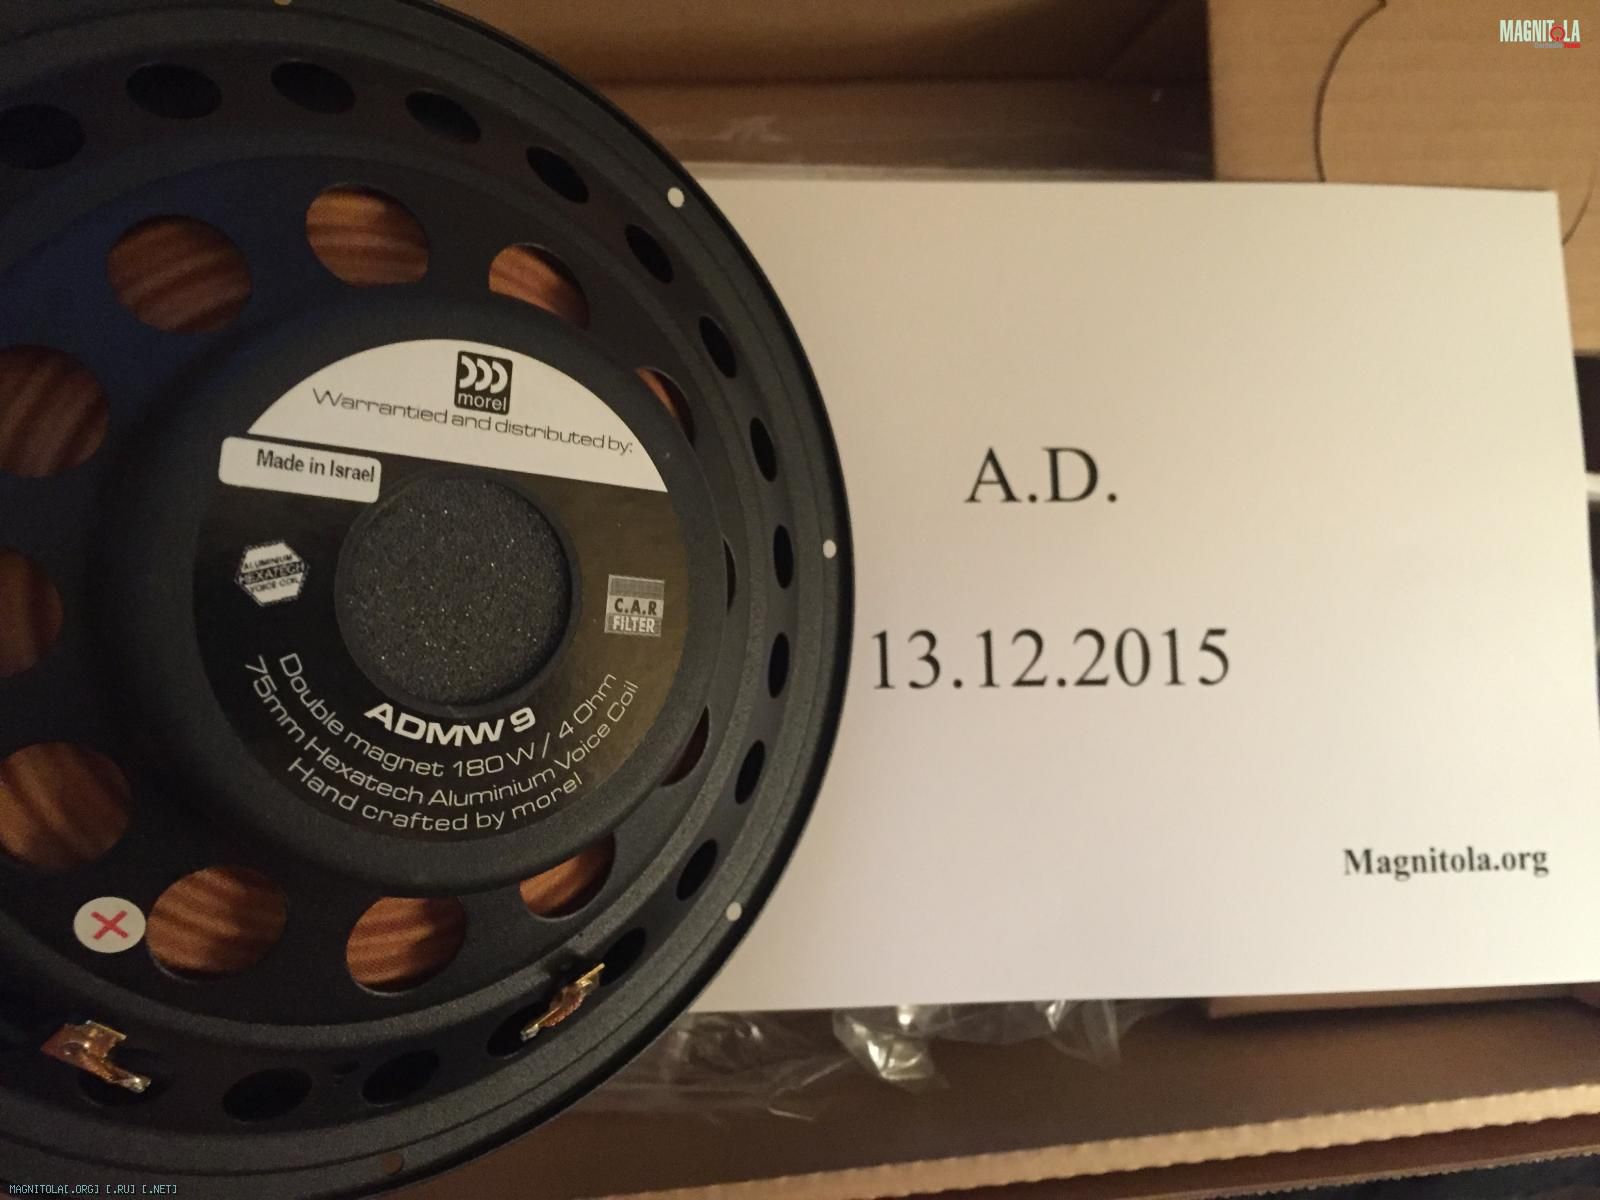 MAGNITOLA
morel
Warrantied and distributed by:
Made in Israel
ALUMINIUM
HEXATECH
VOICE COIL
C.A.R
FILTER
ADMW 9
Double magnet 180W / 4 Ohm
75mm Hexatech Aluminium Voice Coil
Hand crafted by morel
A.D.
13.12.2015
Magnitola.org
MAGNITOLA[.ORG] [.RU] [.NET]